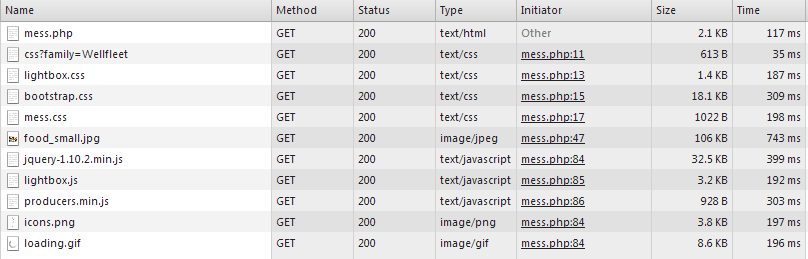 Name Method Status Type Initiator Size Time
mess.php GET 200 text/html Other 2.1 KB 117 ms
css?family=Wellfleet GET 200 text/css mess.php:11 613 B 35 ms
lightbox.css GET 200 text/css mess.php:13 1.4 KB 187 ms
bootstrap.css GET 200 text/css mess.php:15 18.1 KB 309 ms
mess.css GET 200 text/css mess.php:17 1022 B 198 ms
food_small.jpg GET 200 image/jpeg mess.php:47 106 KB 743 ms
jquery-1.10.2.min.js GET 200 text/javascript mess.php:84 32.5 KB 399 ms
lightbox.js GET 200 text/javascript mess.php:85 3.2 KB 192 ms
producers.min.js GET 200 text/javascript mess.php:86 928 B 303 ms
icons.png GET 200 image/png mess.php:84 3.8 KB 197 ms
loading.gif GET 200 image/gif mess.php:84 8.6 KB 196 ms